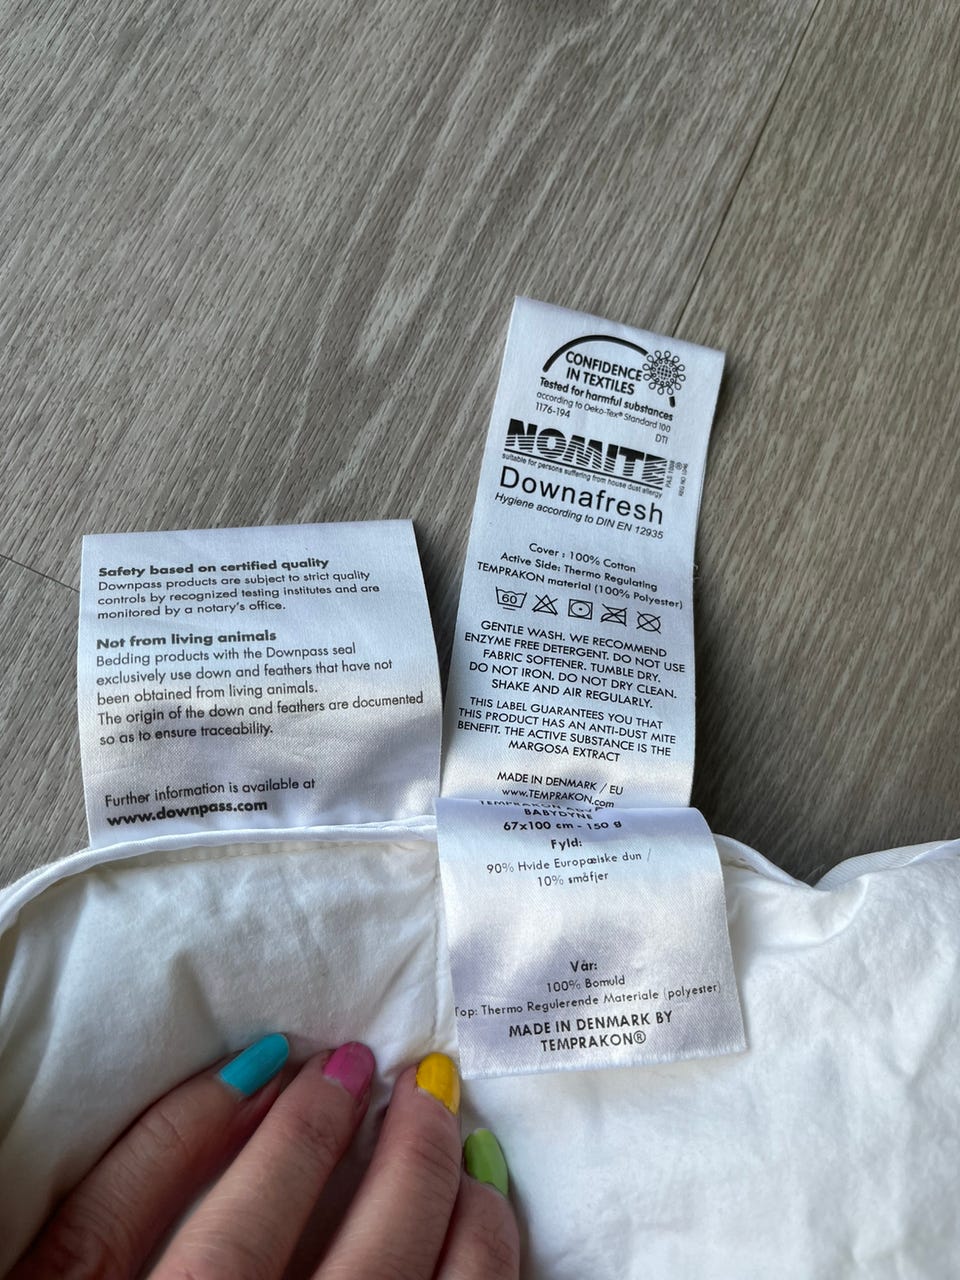 Safety based on certified quality
Downpass products are subject to strict quality
controls by recognized testing institutes and are
monitored by a notary's office.
Not from living animals
Bedding products with the Downpass seal
exclusively use down and feathers that have not
been obtained from living animals.
The origin of the down and feathers are documented
so as to ensure traceability.
Further information is available at
www.downpass.com
CONFIDENCE
IN TEXTILES
Tested for harmful substances
according to Oeko-Tex® Standard 100
1176-194
DTI
NOMITE®
suitable for persons suffering from house dust allergy
Downafresh
Hygiene according to DIN EN 12935
Cover : 100% Cotton
Active Side: Thermo Regulating
TEMPRAKON material (100% Polyester)
60
GENTLE WASH. WE RECOMMEND
ENZYME FREE DETERGENT. DO NOT USE
FABRIC SOFTENER. TUMBLE DRY.
DO NOT IRON. DO NOT DRY CLEAN.
SHAKE AND AIR REGULARLY.
THIS LABEL GUARANTEES YOU THAT
THIS PRODUCT HAS AN ANTI-DUST MITE
BENEFIT. THE ACTIVE SUBSTANCE IS THE
MARGOSA EXTRACT
MADE IN DENMARK / EU
www.TEMPRAKON.com
TEMPRAKON
BABYDYNE
67x100 cm - 150 g
Fyld:
90% Hvide Europæiske dun /
10% småfjer
Vår:
100% Bomuld
Top: Thermo Regulerende Materiale (polyester)
MADE IN DENMARK BY
TEMPRAKON®